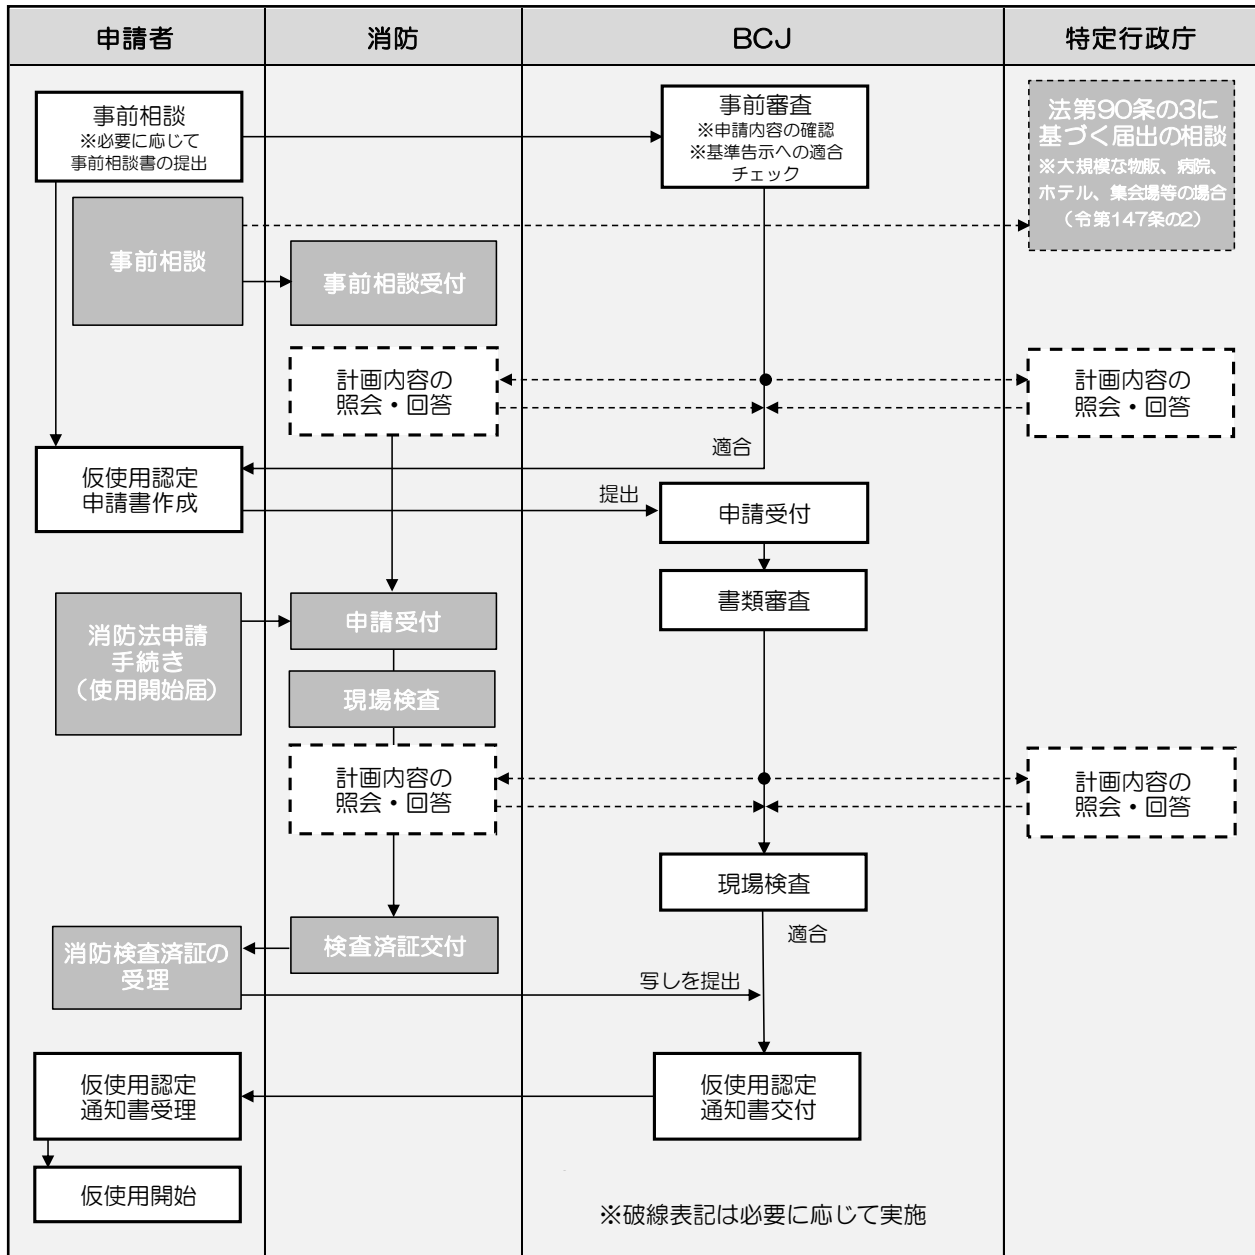 申請者
消防
BCJ
特定行政庁
事前相談
※必要に応じて
事前相談書の提出
事前審査
※申請内容の確認
※基準告示への適合
チェック
法第90条の3に
基づく届出の相談
※大規模な物販、病院、
ホテル、集会場等の場合
（令第147条の2）
事前相談
事前相談受付
計画内容の
照会・回答
計画内容の
照会・回答
適合
仮使用認定
申請書作成
提出
申請受付
書類審査
消防法申請
手続き
（使用開始届）
申請受付
現場検査
計画内容の
照会・回答
計画内容の
照会・回答
現場検査
適合
消防検査済証の
受理
検査済証交付
写しを提出
仮使用認定
通知書受理
仮使用認定
通知書交付
仮使用開始
※破線表記は必要に応じて実施